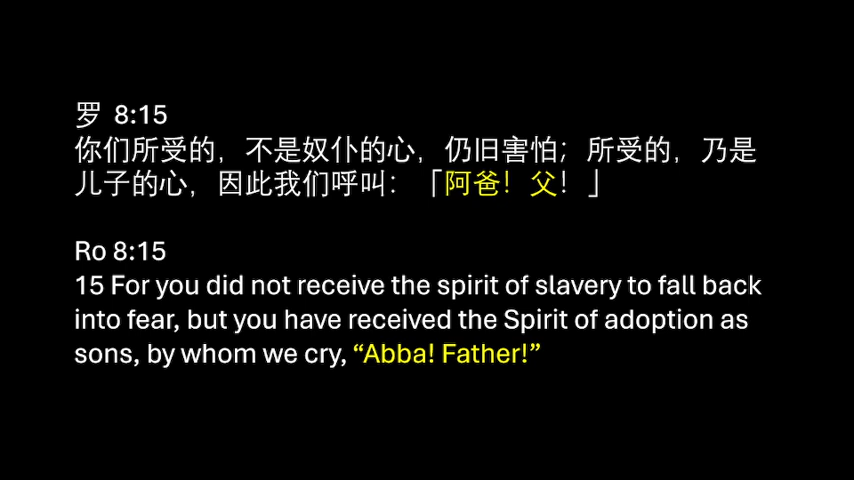 罗 8:15
你们所受的，不是奴仆的心，仍旧害怕；所受的，乃是
儿子的心，因此我们呼叫：「阿爸！父！」
Ro 8:15
15 For you did not receive the spirit of slavery to fall back
into fear, but you have received the Spirit of adoption as
sons, by whom we cry, “Abba! Father!”